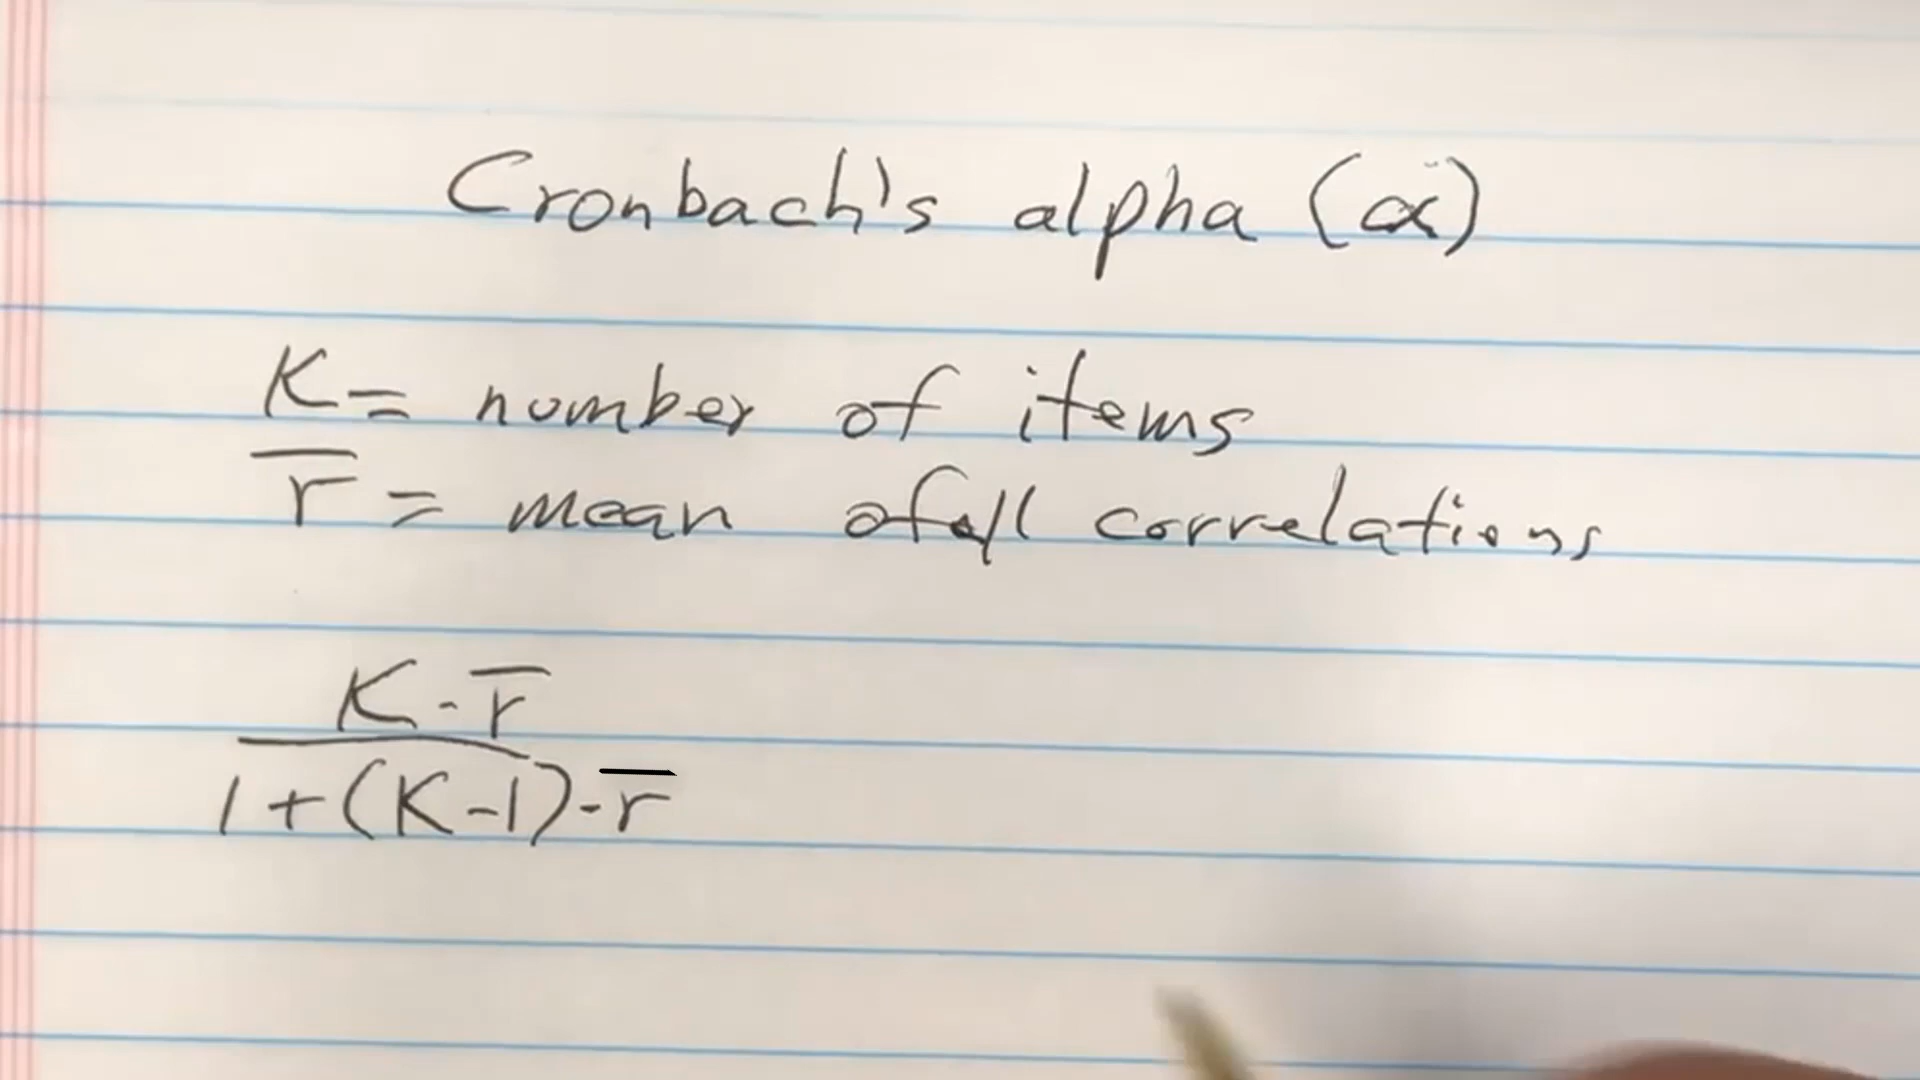 Cronbach's alpha (α)
K = number of items
r̅ = mean of all correlations
K · r̅
1 + (K - 1) · r̅